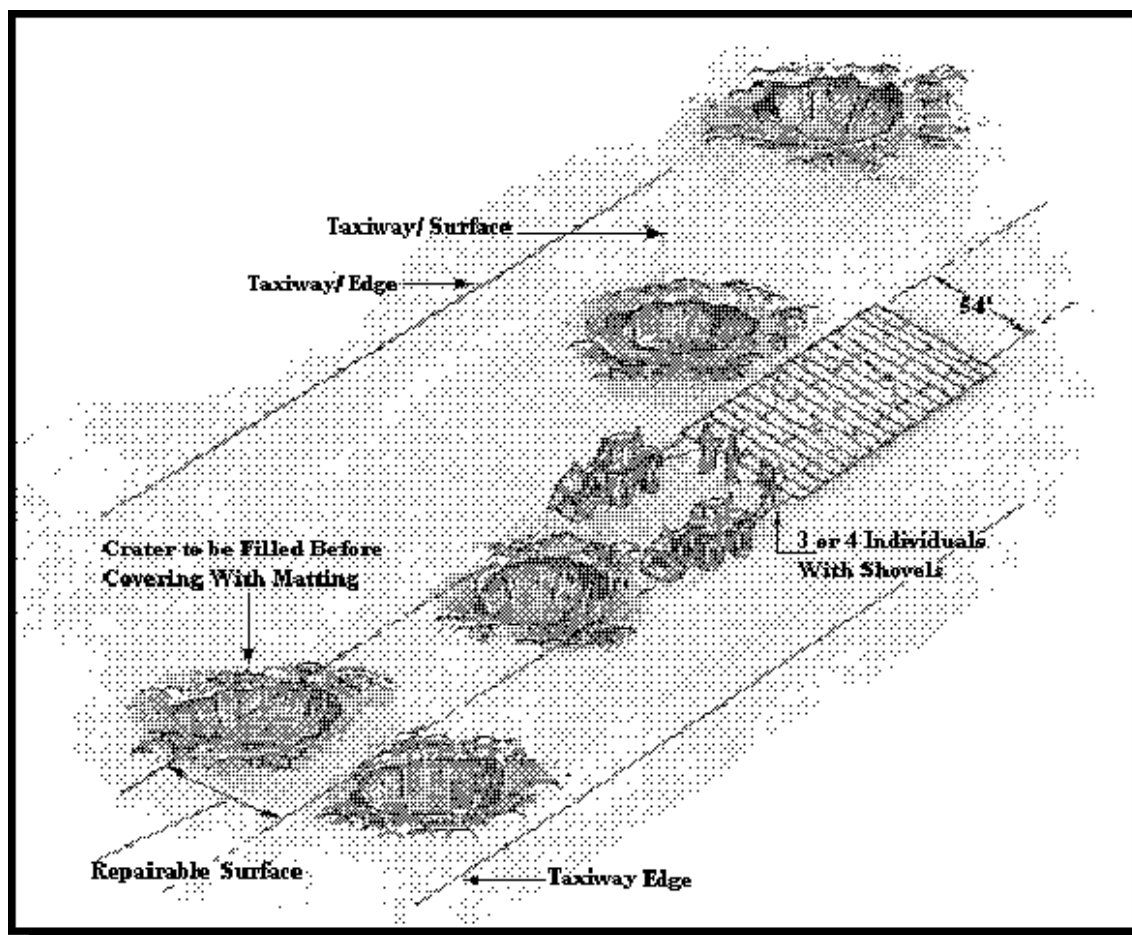 Taxiway/ Surface
Taxiway/ Edge
54'
Crater to be Filled Before
Covering With Matting
3 or 4 Individuals
With Shovels
Repairable Surface
Taxiway Edge